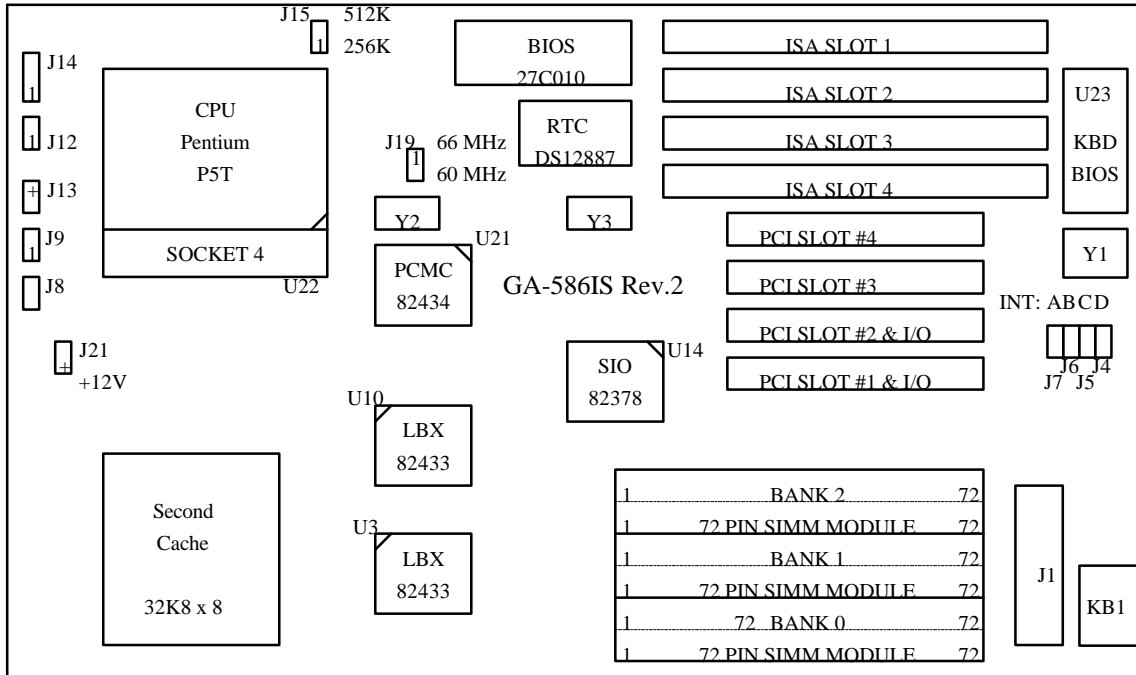 J15 512K
1 256K
J14
1
1 J12
+ J13
J9
1
J8
CPU
Pentium
P5T
SOCKET 4
U22
J21
+
+12V
BIOS
27C010
RTC
DS12887
J19 66 MHz
1
60 MHz
Y2
Y3
U21
PCMC
82434
GA-586IS Rev.2
ISA SLOT 1
ISA SLOT 2
ISA SLOT 3
ISA SLOT 4
U23
KBD
BIOS
PCI SLOT #4
PCI SLOT #3
PCI SLOT #2 & I/O
PCI SLOT #1 & I/O
Y1
INT: ABCD
J6 J4
J7 J5
SIO
82378
U14
U10
LBX
82433
U3
LBX
82433
Second
Cache
32K8 x 8
1 BANK 2 72
1 72 PIN SIMM MODULE 72
1 BANK 1 72
1 72 PIN SIMM MODULE 72
1 72 BANK 0 72
1 72 PIN SIMM MODULE 72
J1
KB1